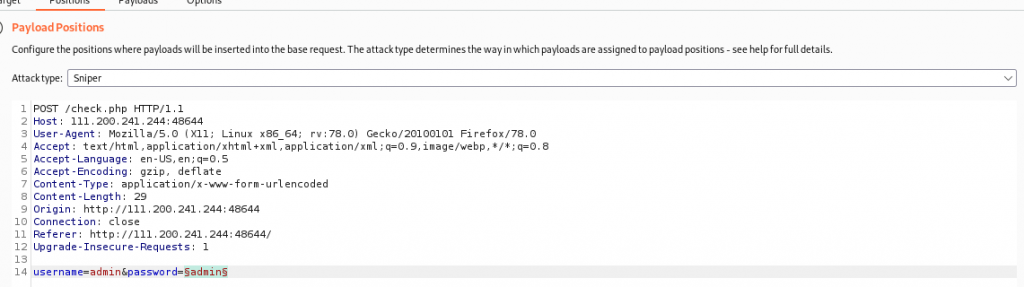 Positions Payloads Options
Payload Positions
Configure the positions where payloads will be inserted into the base request. The attack type determines the way in which payloads are assigned to payload positions - see help for full details.
Attack type: Sniper
1 POST /check.php HTTP/1.1
2 Host: 111.200.241.244:48644
3 User-Agent: Mozilla/5.0 (X11; Linux x86_64; rv:78.0) Gecko/20100101 Firefox/78.0
4 Accept: text/html,application/xhtml+xml,application/xml;q=0.9,image/webp,*/*;q=0.8
5 Accept-Language: en-US,en;q=0.5
6 Accept-Encoding: gzip, deflate
7 Content-Type: application/x-www-form-urlencoded
8 Content-Length: 29
9 Origin: http://111.200.241.244:48644
10 Connection: close
11 Referer: http://111.200.241.244:48644/
12 Upgrade-Insecure-Requests: 1
13
14 username=admin&password=§admin§